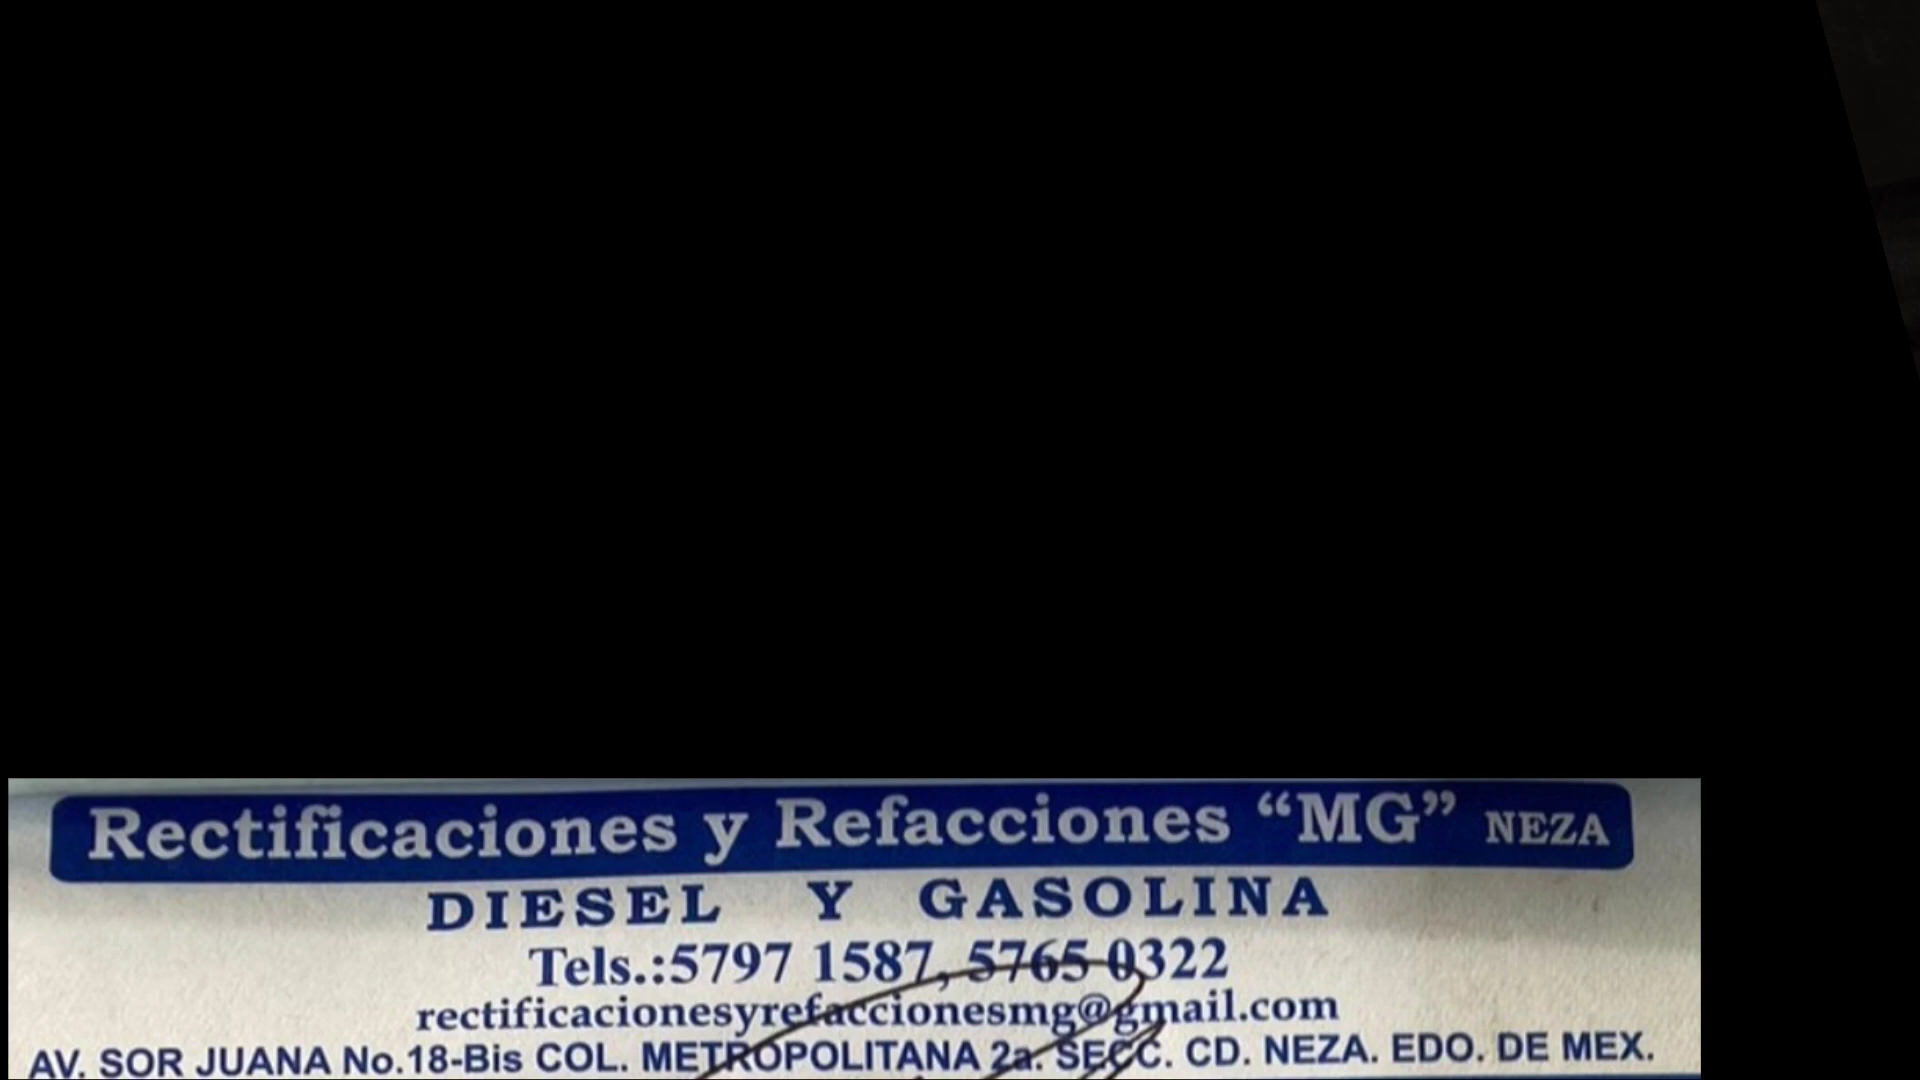 Rectificaciones y Refacciones “MG” NEZA
DIESEL Y GASOLINA
Tels.:5797 1587, 5765 0322
rectificacionesyrefaccionesmg@gmail.com
AV. SOR JUANA No.18-Bis COL. METROPOLITANA 2a. SECC. CD. NEZA. EDO. DE MEX.